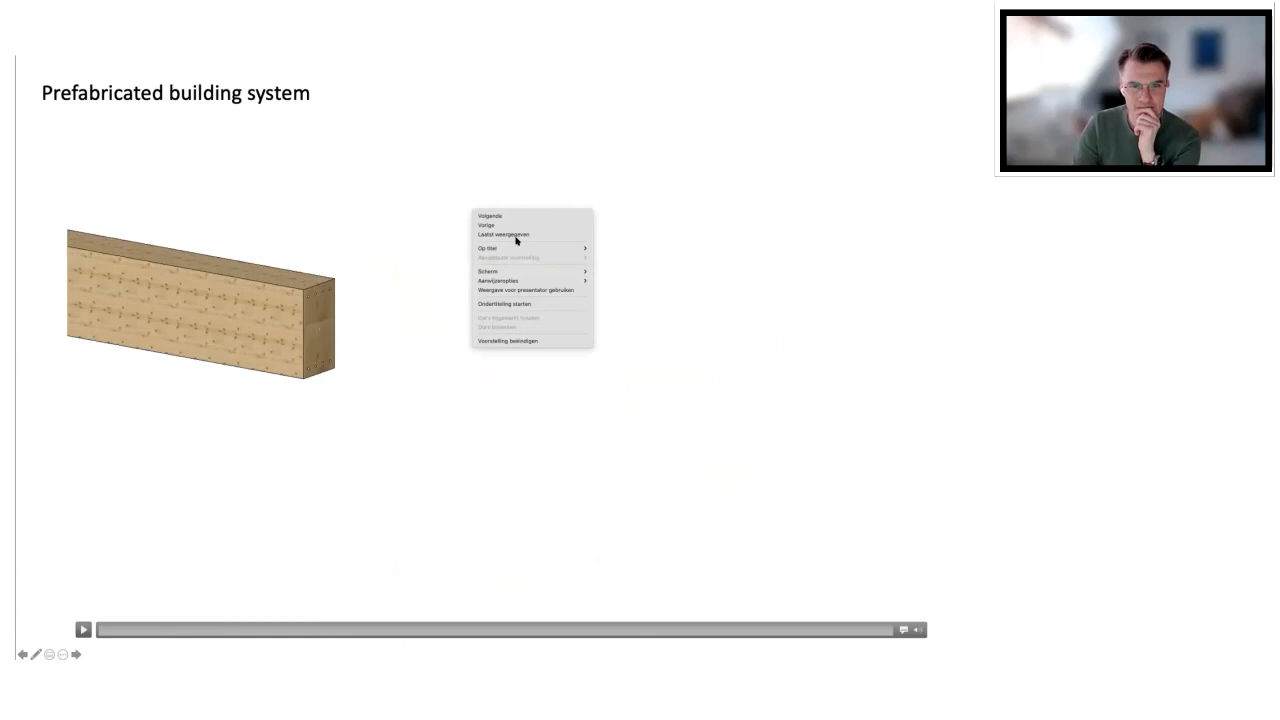 Prefabricated building system
Volgende
Vorige
Laatst weergegeven
Op titel
Scherm
Aanwijzeropties
Weergave voor presentator gebruiken
Ondertiteling starten
Voorstelling beëindigen